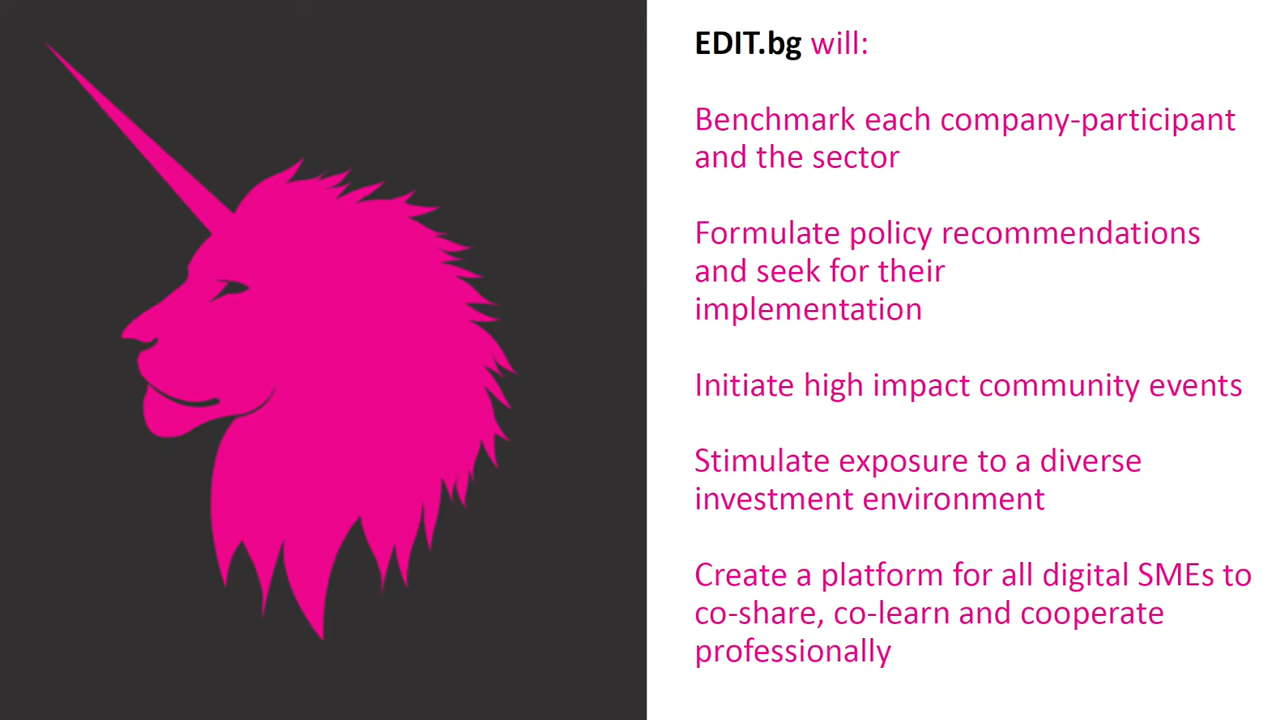 EDIT.bg will:
Benchmark each company-participant
and the sector
Formulate policy recommendations
and seek for their
implementation
Initiate high impact community events
Stimulate exposure to a diverse
investment environment
Create a platform for all digital SMEs to
co-share, co-learn and cooperate
professionally